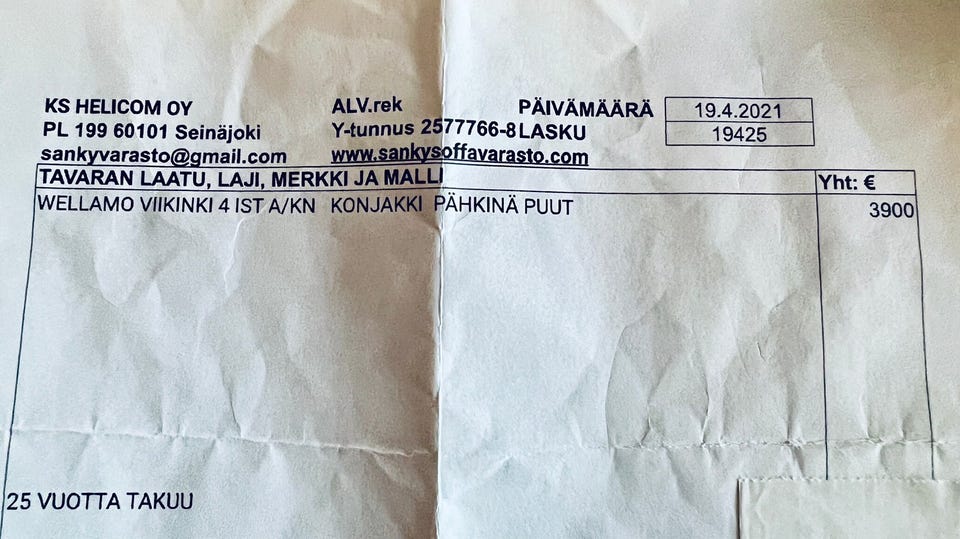 KS HELICOM OY ALV.rek PÄIVÄMÄÄRÄ 19.4.2021
PL 199 60101 Seinäjoki Y-tunnus 2577766-8 LASKU 19425
sankyvarasto@gmail.com www.sankysoffavarasto.com
TAVARAN LAATU, LAJI, MERKKI JA MALLI Yht: €
WELLAMO VIIKINKI 4 IST A/KN KONJAKKI PÄHKINÄ PUUT 3900
25 VUOTTA TAKUU